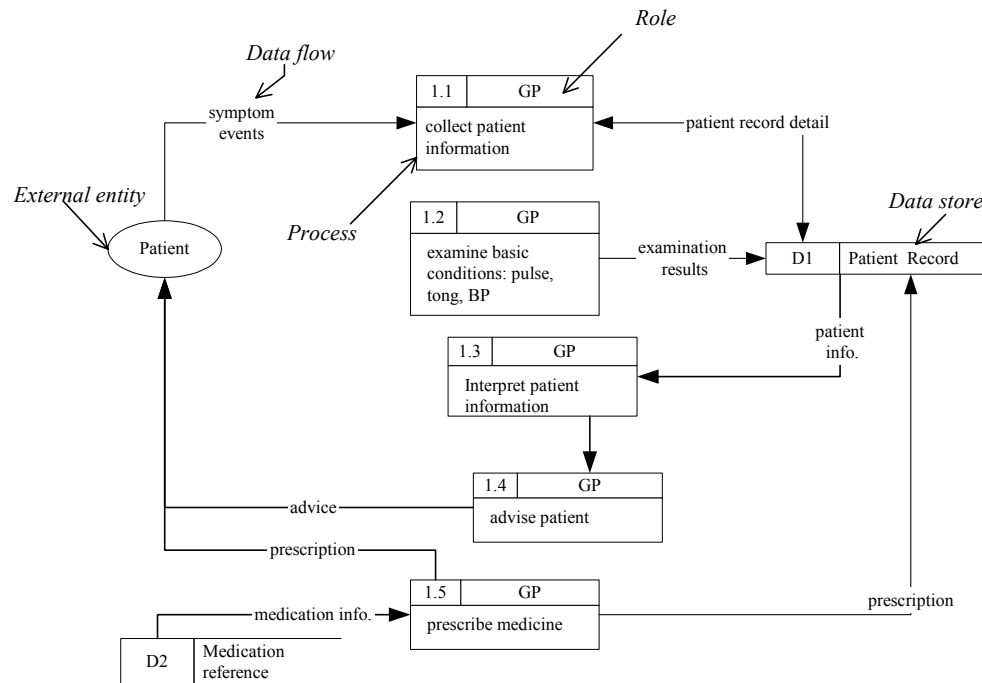 Role
Data flow
1.1 GP
symptom
events
collect patient
information
patient record detail
External entity
Process
1.2 GP
Data store
Patient
examine basic
conditions: pulse,
tong, BP
examination
results
D1 Patient Record
patient
info.
1.3 GP
Interpret patient
information
1.4 GP
advice
advise patient
prescription
1.5 GP
medication info.
prescribe medicine
prescription
D2
Medication
reference